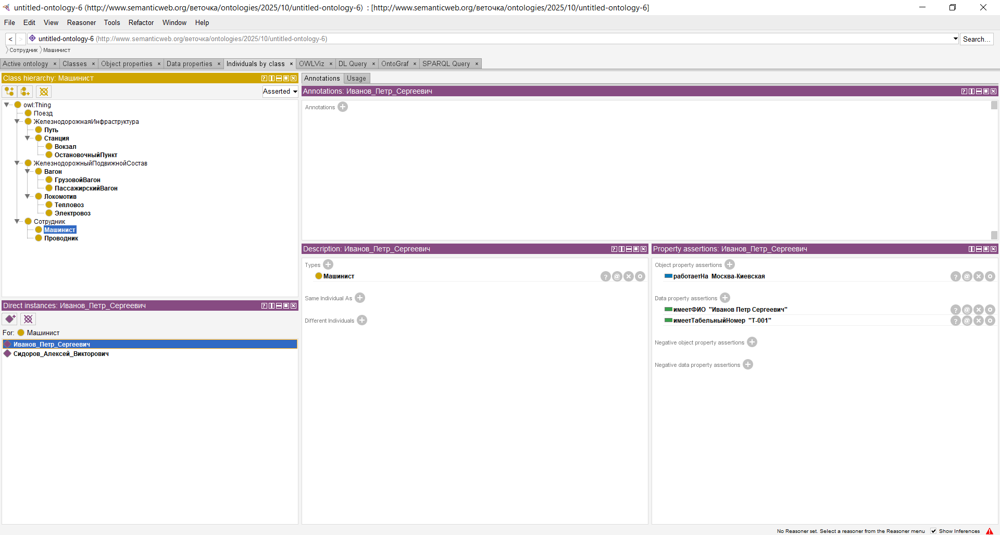 untitled-ontology-6 (http://www.semanticweb.org/веточка/ontologies/2025/10/untitled-ontology-6) : [http://www.semanticweb.org/веточка/ontologies/2025/10/untitled-ontology-6]
File Edit View Reasoner Tools Refactor Window Help
< > untitled-ontology-6 (http://www.semanticweb.org/веточка/ontologies/2025/10/untitled-ontology-6) Search...
Сотрудник Машинист
Active ontology × Classes × Object properties × Data properties × Individuals by class × OWLViz × DL Query × OntoGraf × SPARQL Query ×
Class hierarchy: Машинист
Asserted
owl:Thing
Поезд
ЖелезнодорожнаяИнфраструктура
Путь
Станция
Вокзал
ОстановочныйПункт
ЖелезнодорожныйПодвижнойСостав
Вагон
ГрузовойВагон
ПассажирскийВагон
Локомотив
Тепловоз
Электровоз
Сотрудник
Машинист
Проводник
Direct instances: Иванов_Петр_Сергеевич
For: Машинист
Иванов_Петр_Сергеевич
Сидоров_Алексей_Викторович
Annotations Usage
Annotations: Иванов_Петр_Сергеевич
Annotations
Description: Иванов_Петр_Сергеевич
Types
Машинист
Same Individual As
Different Individuals
Property assertions: Иванов_Петр_Сергеевич
Object property assertions
работаетНа Москва-Киевская
Data property assertions
имеетФИО "Иванов Петр Сергеевич"
имеетТабельныйНомер "Т-001"
Negative object property assertions
Negative data property assertions
No Reasoner set. Select a reasoner from the Reasoner menu Show Inferences